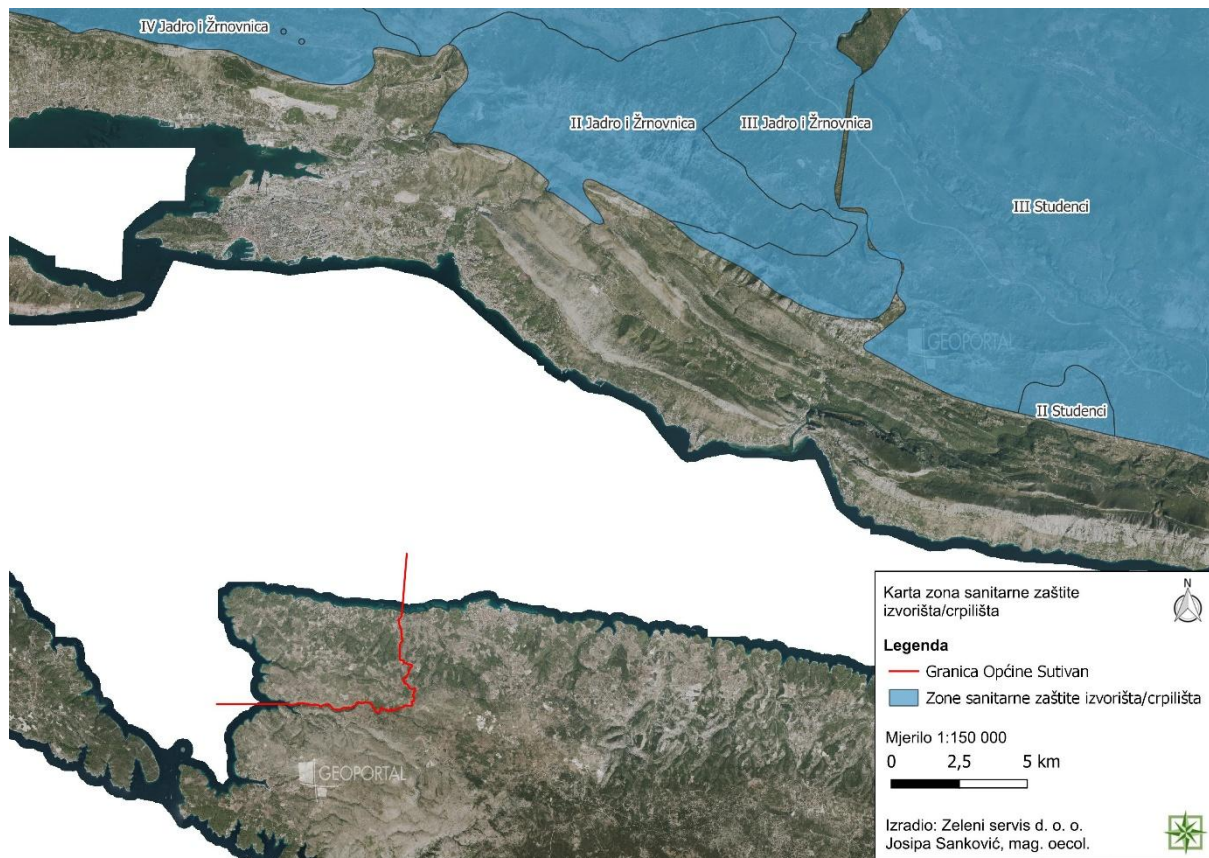 IV Jadro i Žrnovnica
II Jadro i Žrnovnica
III Jadro i Žrnovnica
III Studenci
GEOPORTAL
II Studenci
GEOPORTAL
Karta zona sanitarne zaštite
izvorišta/crpilišta
N
Legenda
Granica Općine Sutivan
Zone sanitarne zaštite izvorišta/crpilišta
Mjerilo 1:150 000
0 2,5 5 km
Izradio: Zeleni servis d. o. o.
Josipa Sanković, mag. oecol.